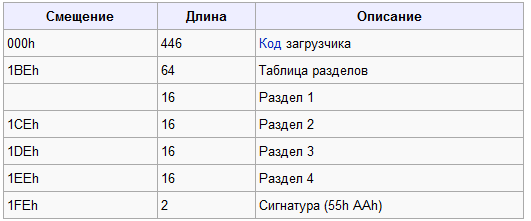 Смещение Длина Описание
000h 446 Код загрузчика
1BEh 64 Таблица разделов
16 Раздел 1
1CEh 16 Раздел 2
1DEh 16 Раздел 3
1EEh 16 Раздел 4
1FEh 2 Сигнатура (55h AAh)